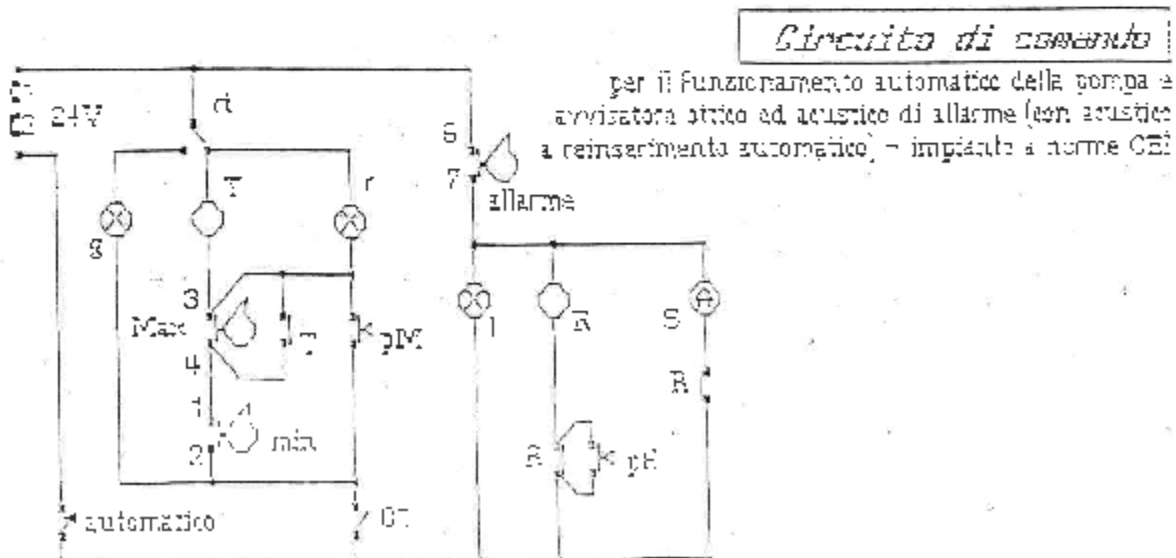 Circuito di comando
per il funzionamento automatico della pompa e
avvisatore ottico ed acustico di allarme (con acustico
a reinserimento automatico) - impianto a norme CEI
24V
rt
6
7
allarme
T
r
g
3
Max
4
pM
1
2
min
l
R
S
R
R
pR
automatico